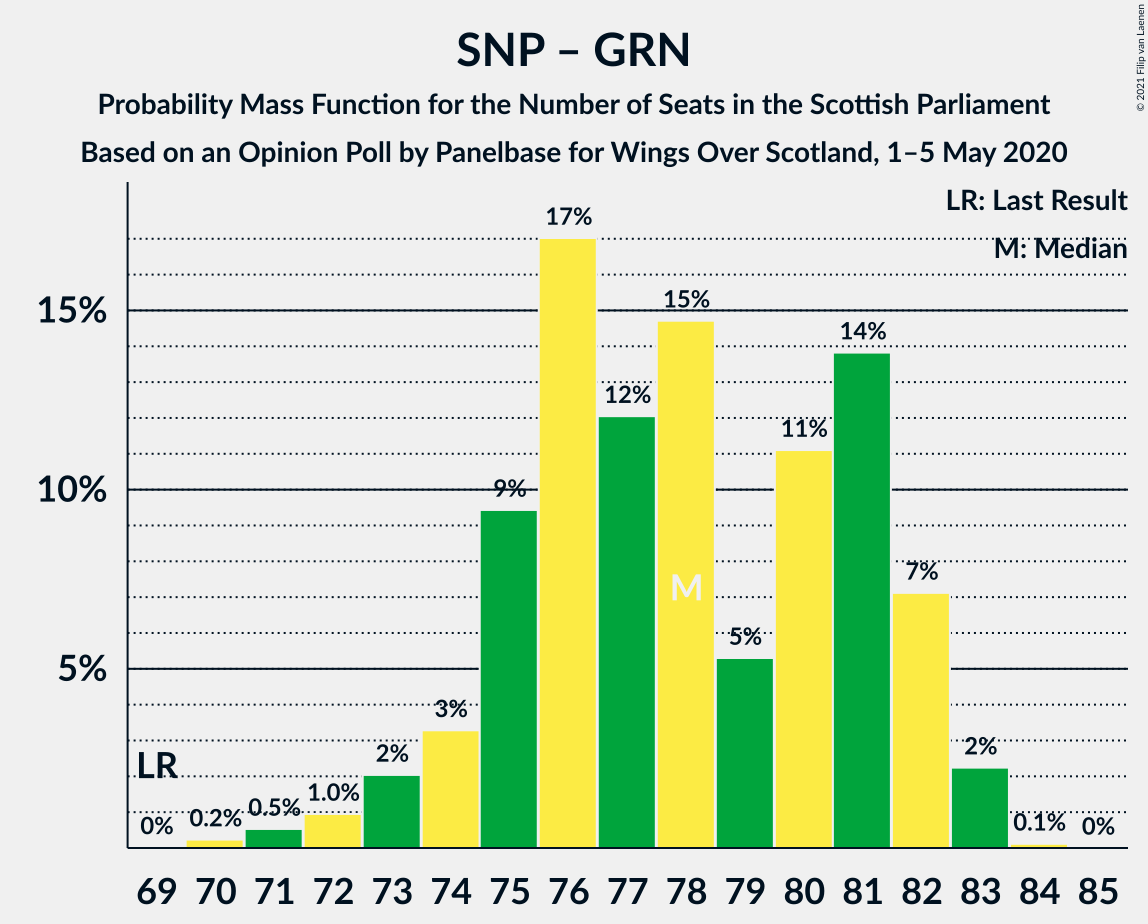 SNP – GRN
Probability Mass Function for the Number of Seats in the Scottish Parliament
Based on an Opinion Poll by Panelbase for Wings Over Scotland, 1–5 May 2020
© 2021 Filip van Laenen
LR: Last Result
M: Median
15%
10%
5%
LR
0%
0.2%
0.5%
1.0%
2%
3%
9%
17%
12%
15%
M
5%
11%
14%
7%
2%
0.1%
0%
69 70 71 72 73 74 75 76 77 78 79 80 81 82 83 84 85